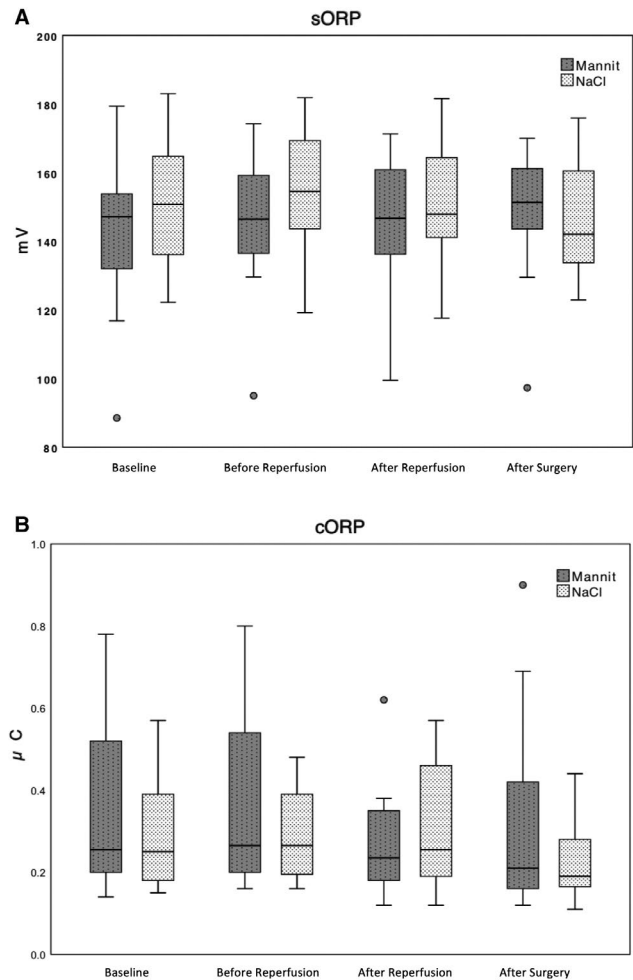 A
sORP
200
180
160
140
120
100
80
mV
Mannit
NaCl
Baseline
Before Reperfusion
After Reperfusion
After Surgery
B
cORP
1.0
0.8
0.6
0.4
0.2
0.0
μ C
Mannit
NaCl
Baseline
Before Reperfusion
After Reperfusion
After Surgery